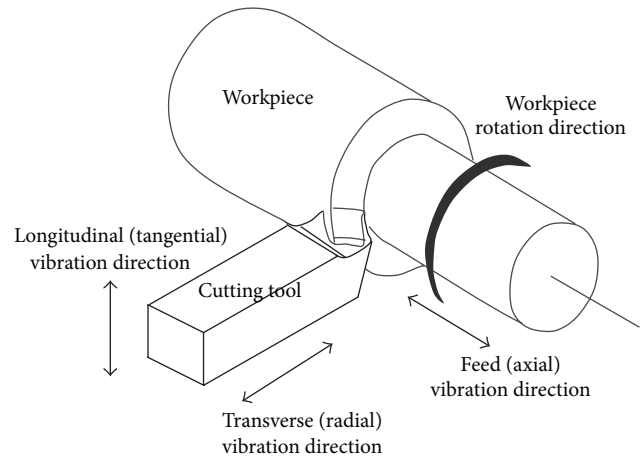 Workpiece
Workpiece
rotation direction
Longitudinal (tangential)
vibration direction
Cutting tool
Feed (axial)
vibration direction
Transverse (radial)
vibration direction